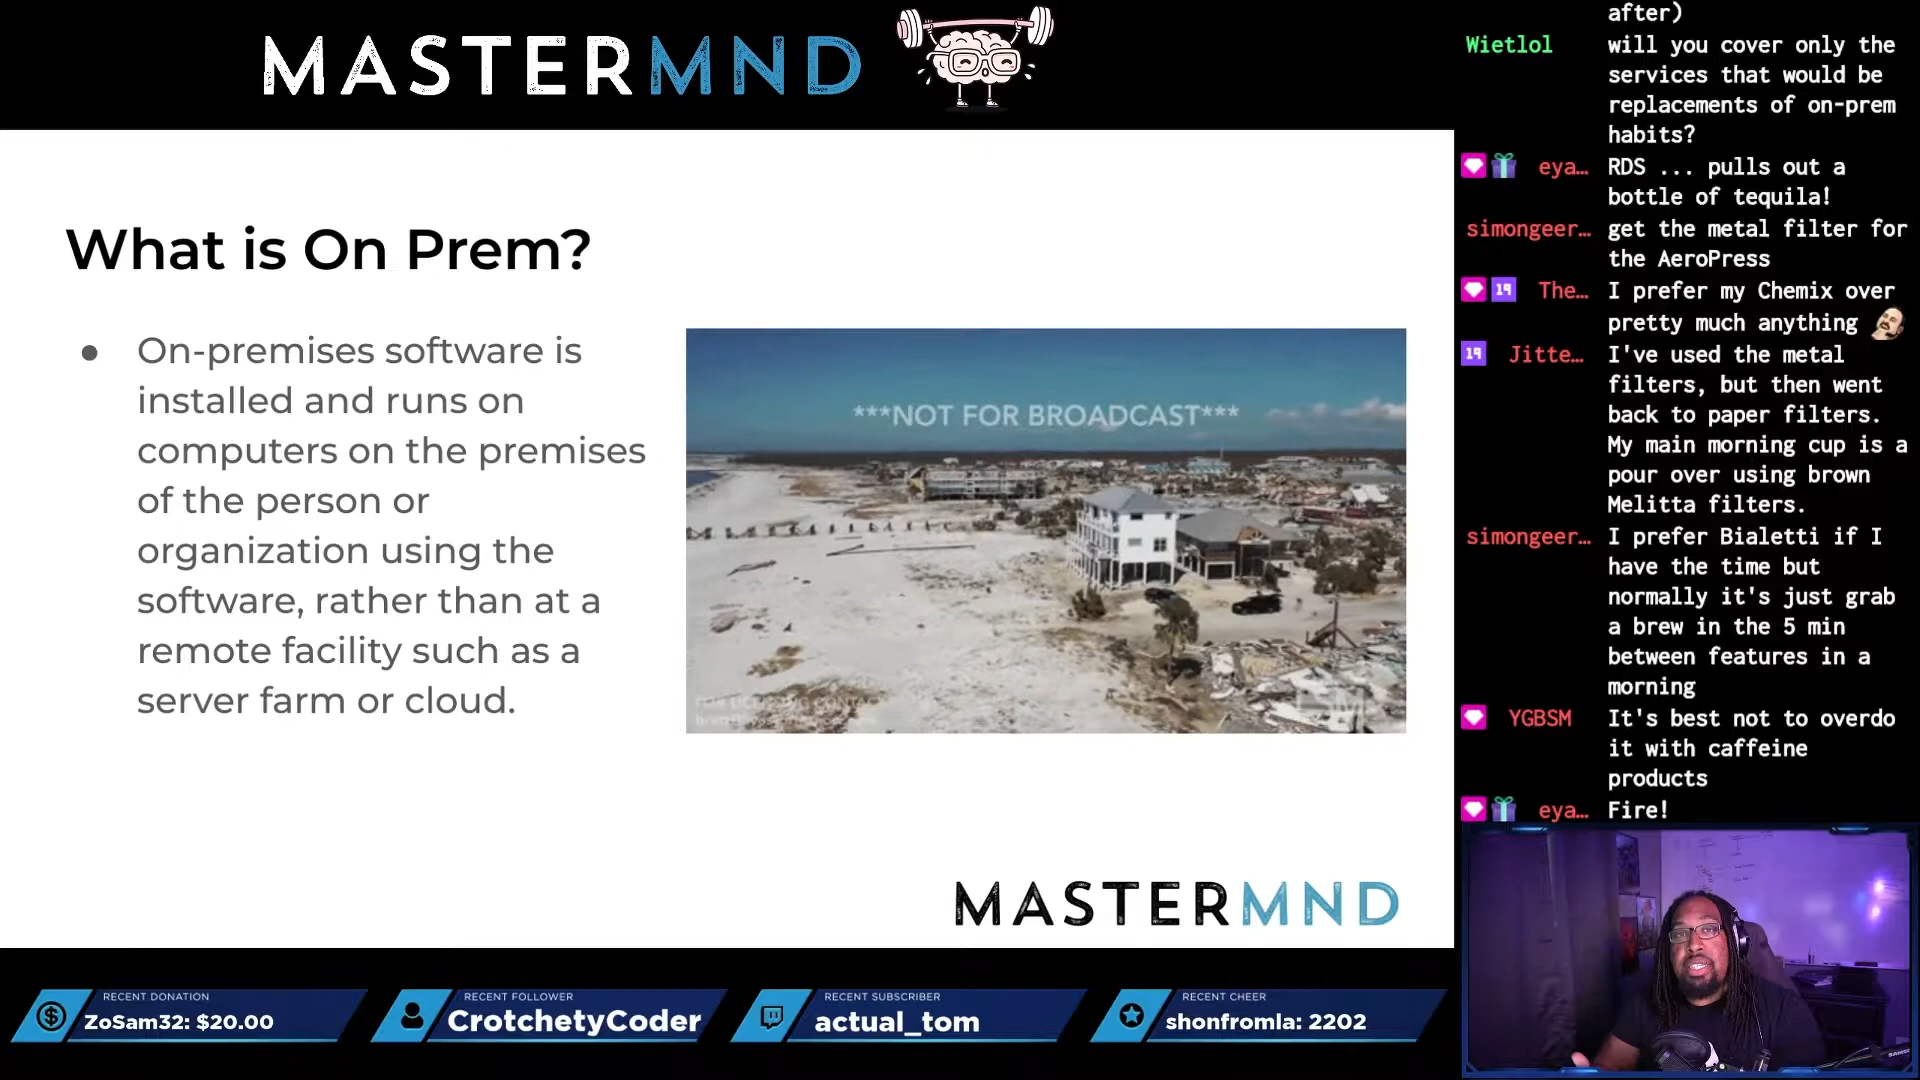 MASTERMND
What is On Prem?
● On-premises software is
installed and runs on
computers on the premises
of the person or
organization using the
software, rather than at a
remote facility such as a
server farm or cloud.
***NOT FOR BROADCAST***
MASTERMND
after)
Wietlol will you cover only the
services that would be
replacements of on-prem
habits?
eya… RDS ... pulls out a
bottle of tequila!
simongeer… get the metal filter for
the AeroPress
19 The… I prefer my Chemix over
pretty much anything
19 Jitte… I've used the metal
filters, but then went
back to paper filters.
My main morning cup is a
pour over using brown
Melitta filters.
simongeer… I prefer Bialetti if I
have the time but
normally it's just grab
a brew in the 5 min
between features in a
morning
YGBSM It's best not to overdo
it with caffeine
products
eya… Fire!
RECENT DONATION
ZoSam32: $20.00
RECENT FOLLOWER
CrotchetyCoder
RECENT SUBSCRIBER
actual_tom
RECENT CHEER
shonfromla: 2202